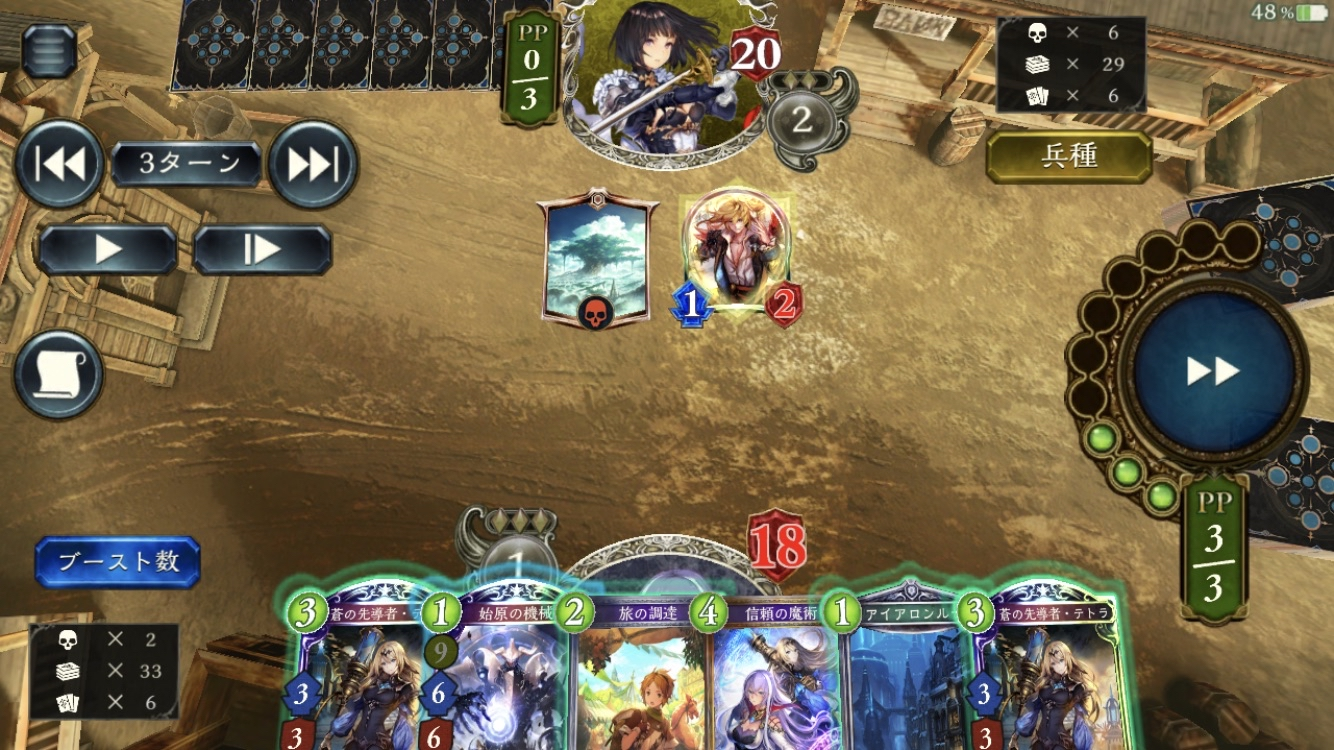 48%
PP
0
3
20
2
× 6
× 29
× 6
兵種
3ターン
1
2
PP
3
3
ブースト数
× 2
× 33
× 6
1
18
3 蒼の先導者・テ
3
3
1 始原の機械
9
6
6
2 旅の調達
4 信頼の魔術
1 アイアロンル
3 蒼の先導者・テトラ
3
3